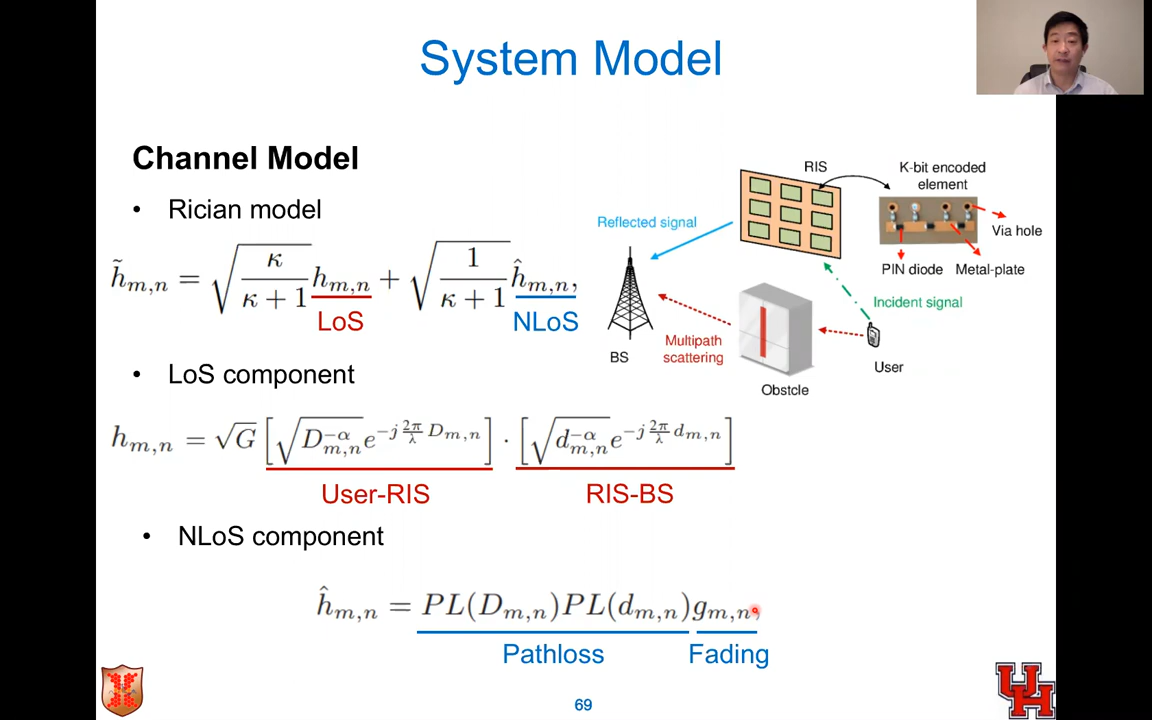 System Model
Channel Model
• Rician model
h̃_{m,n} = √(κ/(κ+1)) h_{m,n} + √(1/(κ+1)) ĥ_{m,n},
LoS
NLoS
RIS
K-bit encoded
element
Reflected signal
Via hole
PIN diode
Metal-plate
Incident signal
Multipath
scattering
BS
User
Obstcle
• LoS component
h_{m,n} = √G [√(D_{m,n}^{-α}) e^{-j (2π/λ) D_{m,n}}] · [√(d_{m,n}^{-α}) e^{-j (2π/λ) d_{m,n}}]
User-RIS
RIS-BS
• NLoS component
ĥ_{m,n} = PL(D_{m,n})PL(d_{m,n})g_{m,n},
Pathloss
Fading
69
UH